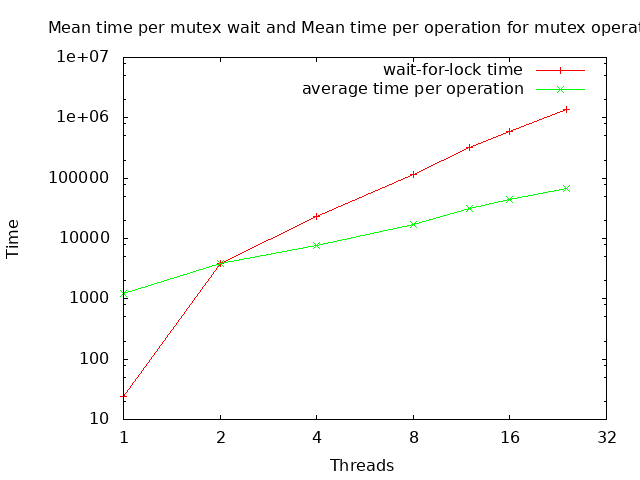 Mean time per mutex wait and Mean time per operation for mutex operat
1e+07
1e+06
100000
10000
1000
100
10
Time
wait-for-lock time
average time per operation
1 2 4 8 16 32
Threads